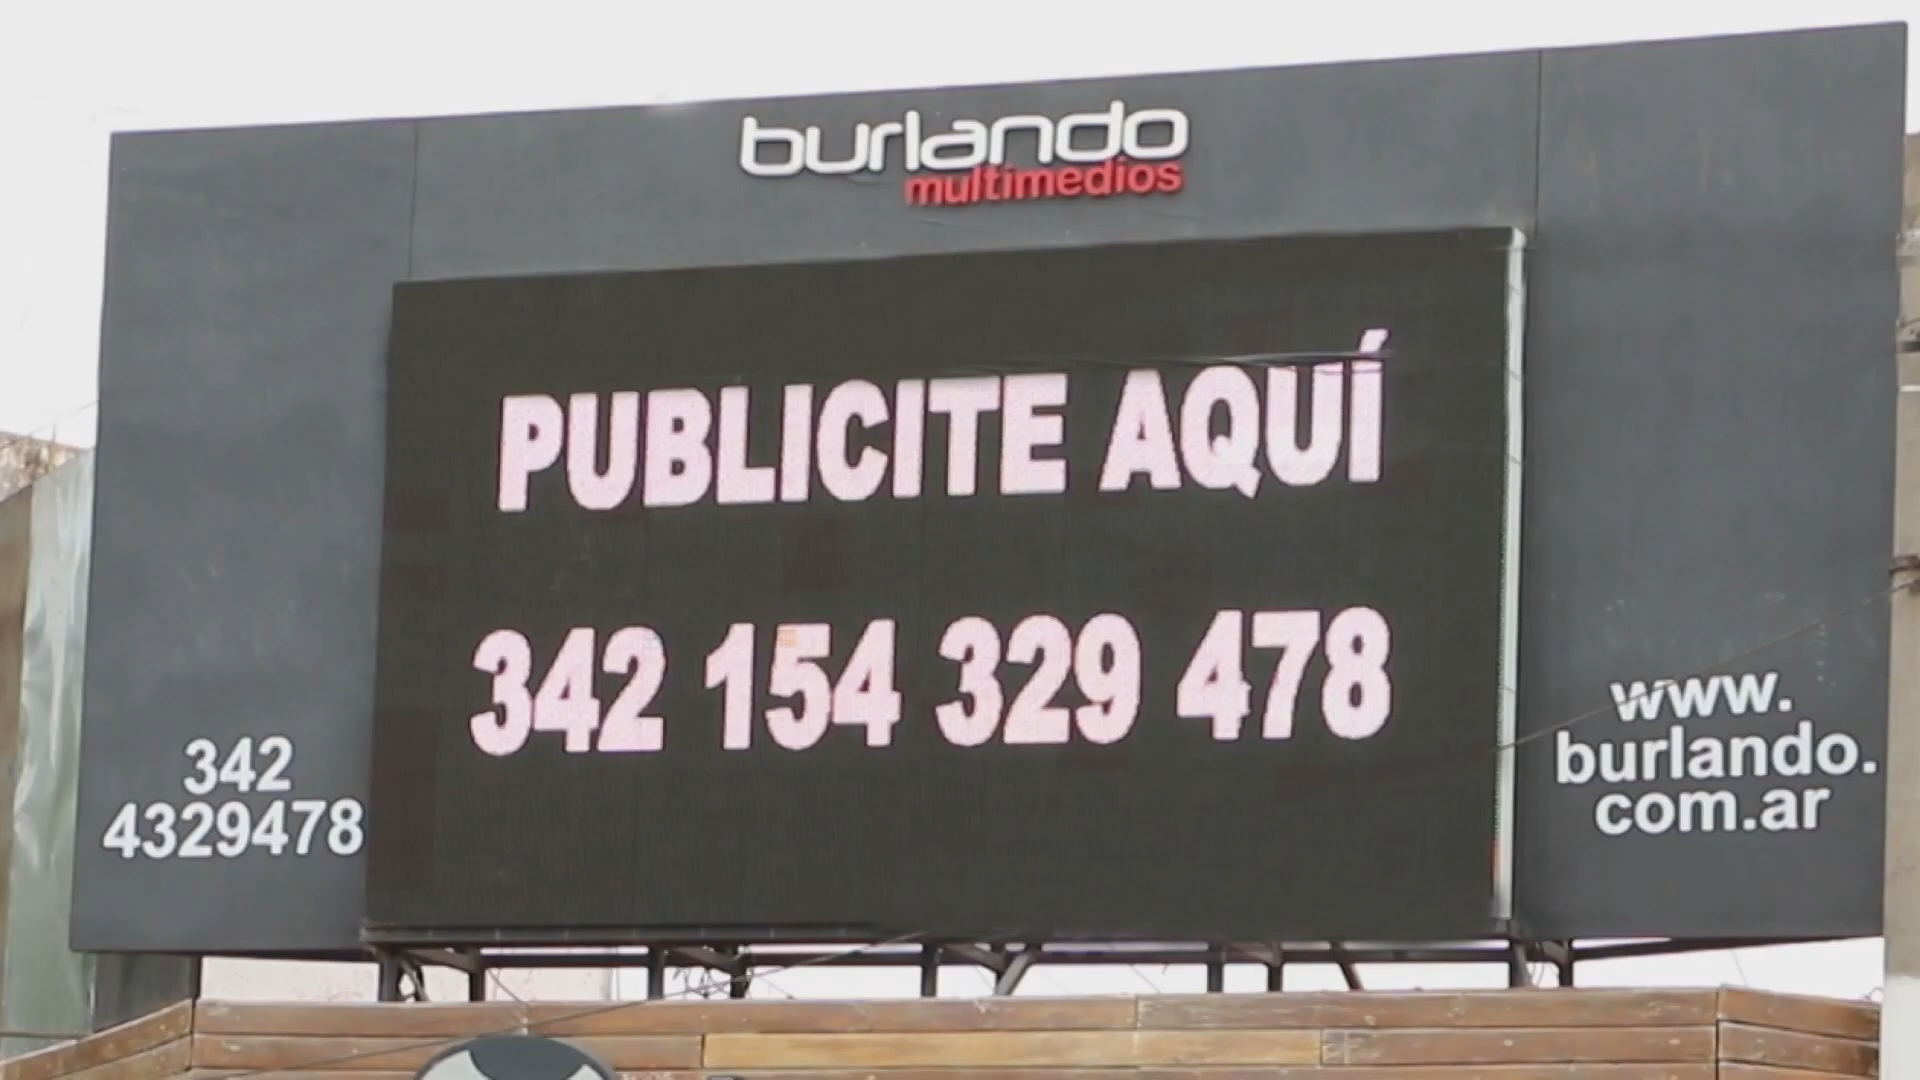 burlando
multimedios
PUBLICITE AQUÍ
342 154 329 478
342
4329478
www.
burlando.
com.ar